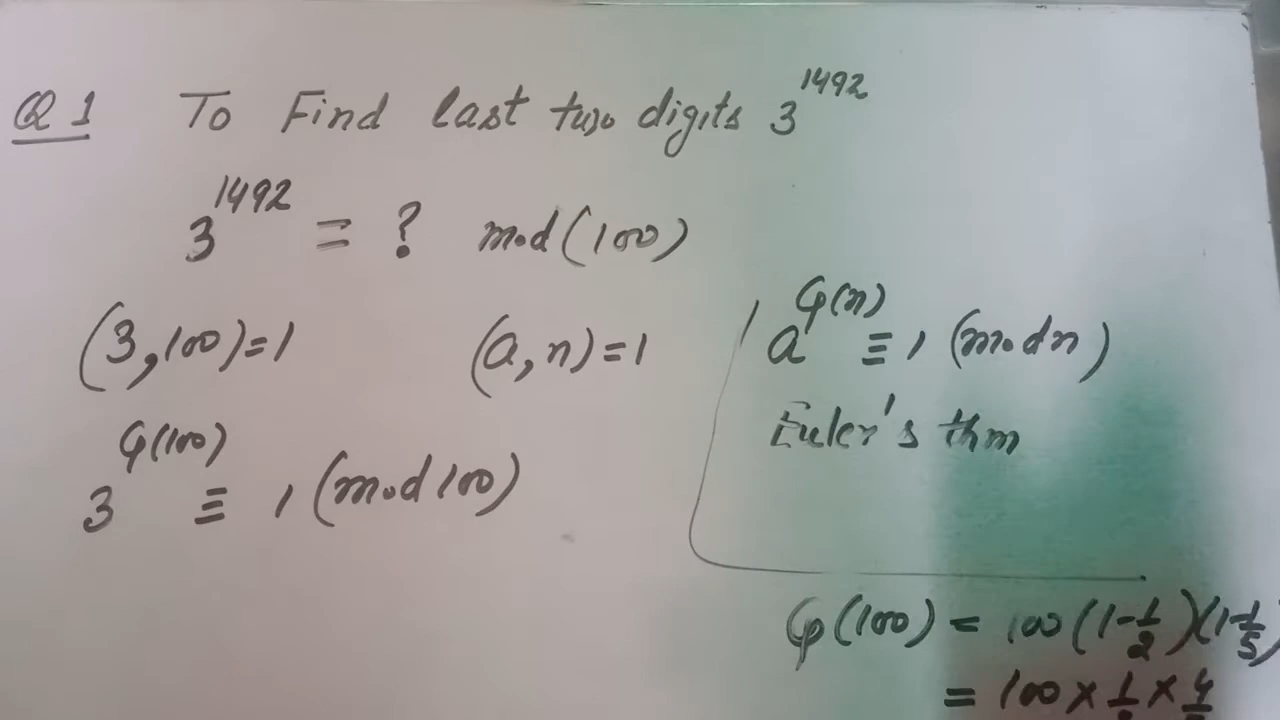 Q1 To Find last two digits 3^1492
3^1492 = ? mod(100)
(3,100)=1 (a,n)=1 a^φ(n) ≡ 1 (mod n)
Euler's thm
3^φ(100) ≡ 1 (mod 100)
φ(100) = 100(1-1/2)(1-1/5)
= 100 × 1/2 × 4/5